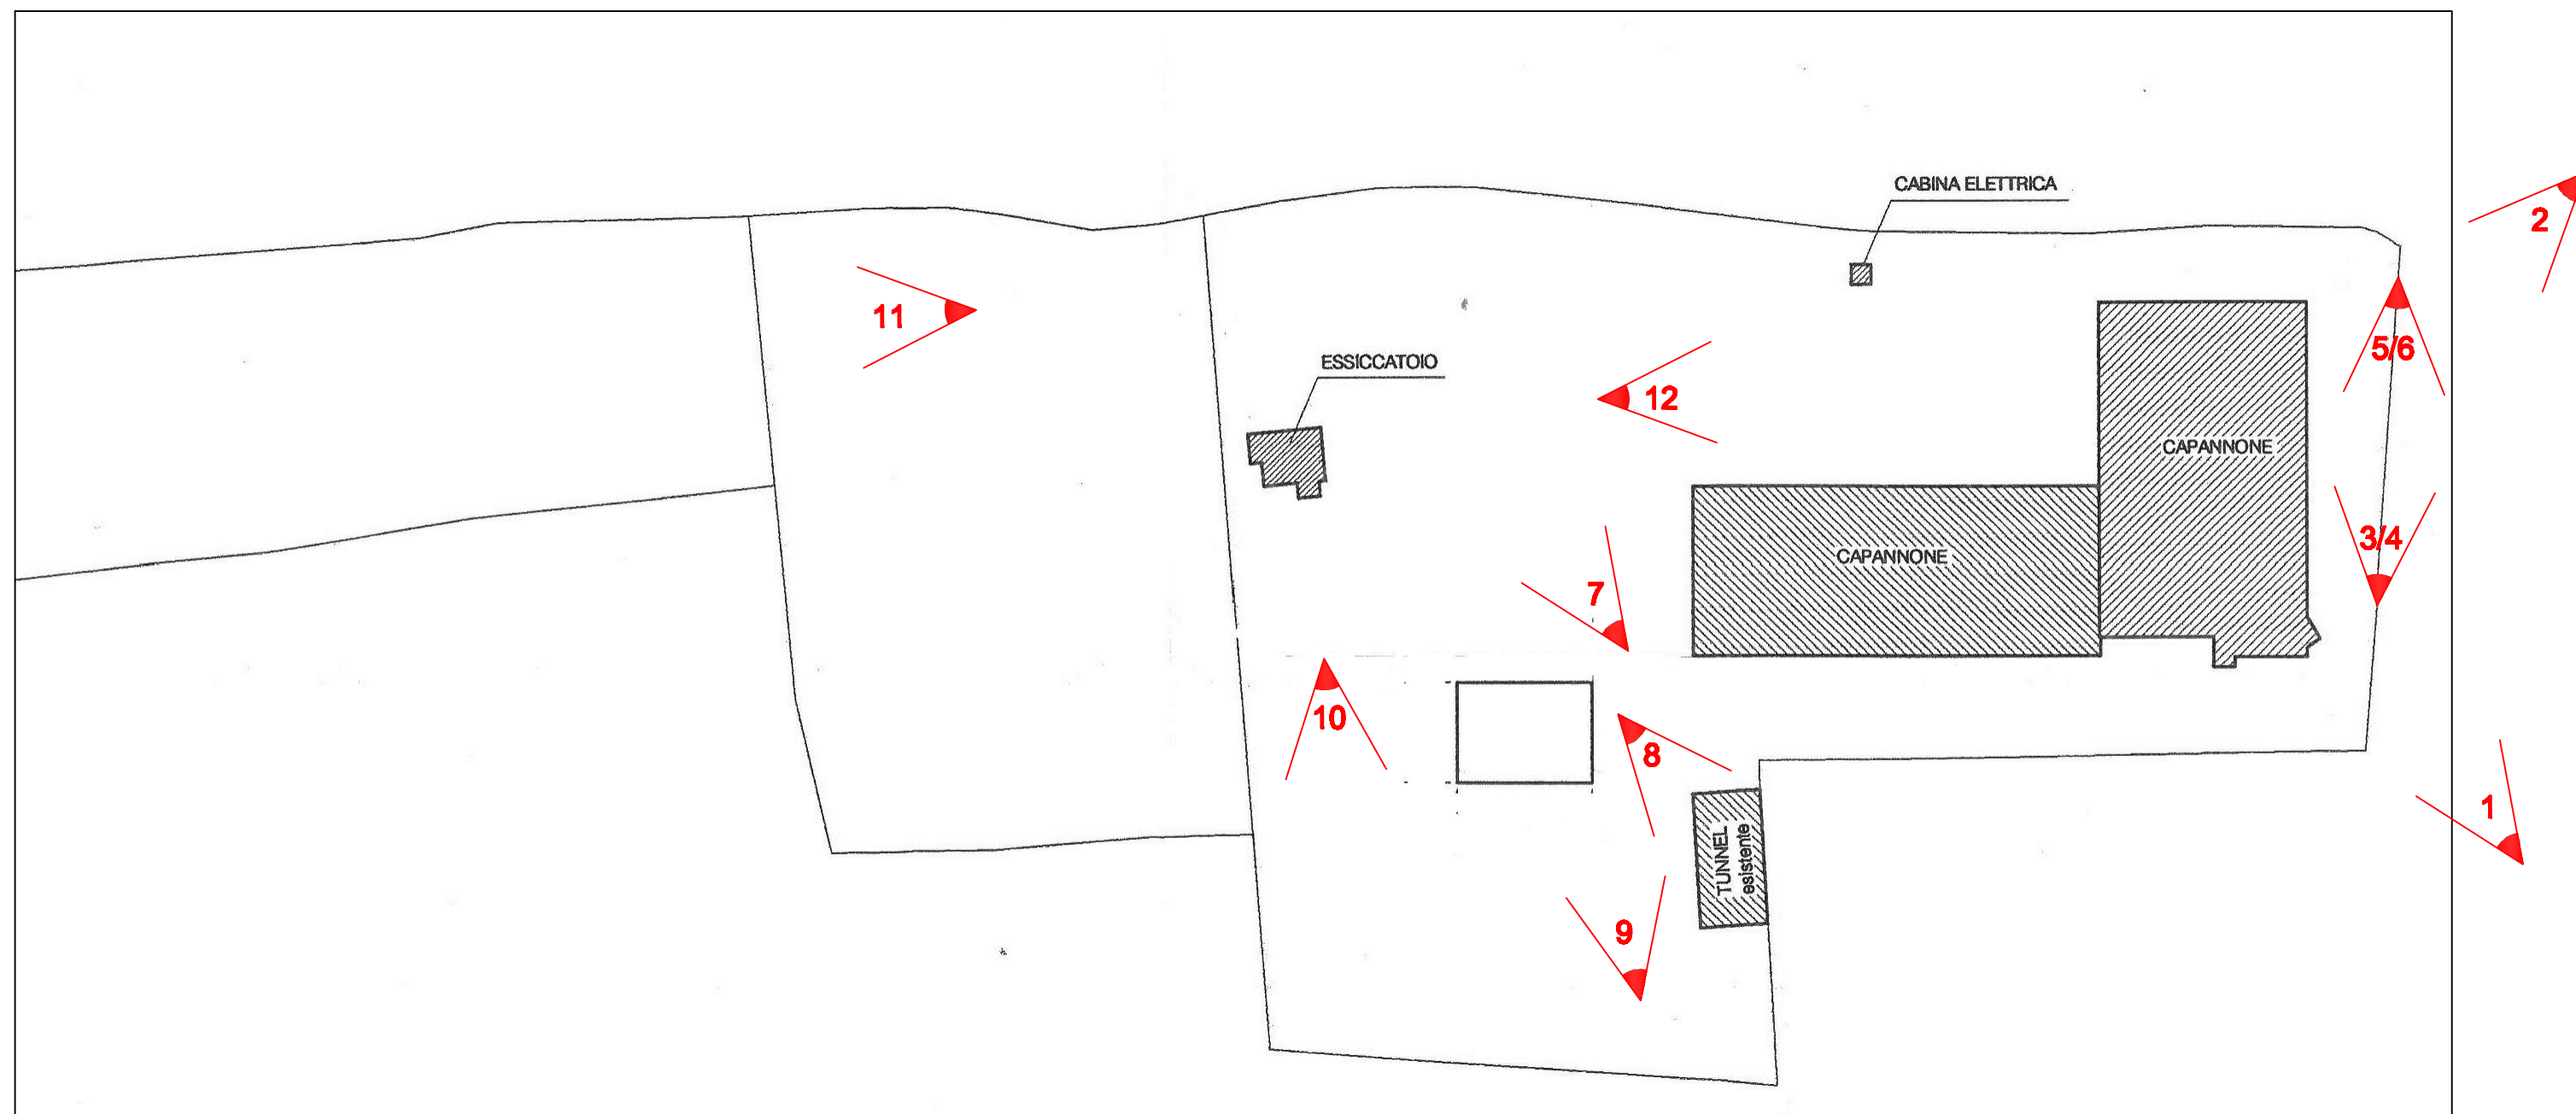 CABINA ELETTRICA
2
11
5/6
ESSICCATOIO
12
CAPANNONE
3/4
CAPANNONE
7
10
8
1
TUNNEL
esistente
9